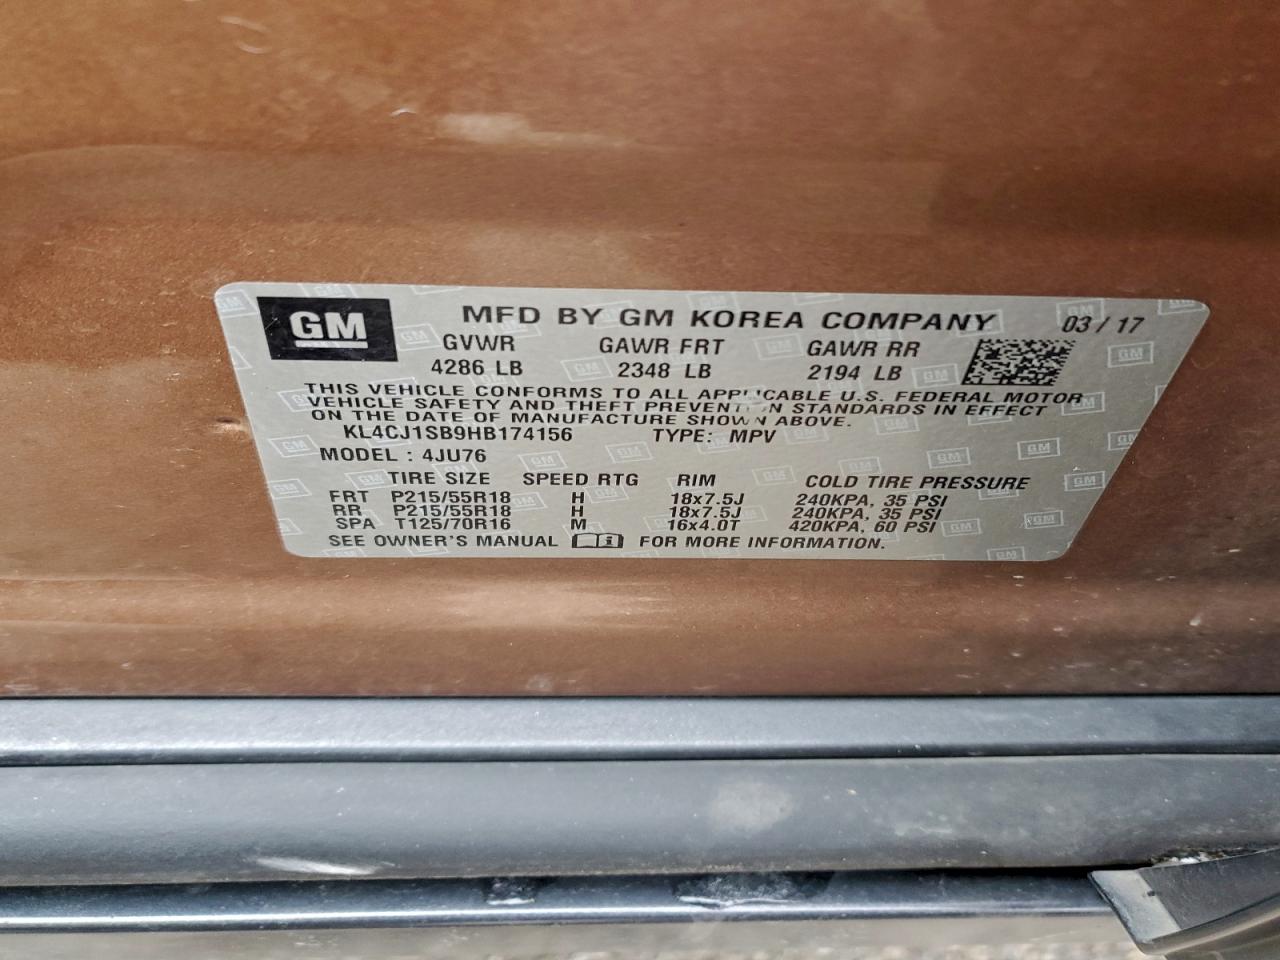 GM
MFD BY GM KOREA COMPANY 03/17
GVWR GAWR FRT GAWR RR
4286 LB 2348 LB 2194 LB
THIS VEHICLE CONFORMS TO ALL APPLICABLE U.S. FEDERAL MOTOR
VEHICLE SAFETY AND THEFT PREVENTION STANDARDS IN EFFECT
ON THE DATE OF MANUFACTURE SHOWN ABOVE.
KL4CJ1SB9HB174156 TYPE: MPV
MODEL : 4JU76
TIRE SIZE SPEED RTG RIM COLD TIRE PRESSURE
FRT P215/55R18 H 18x7.5J 240KPA, 35 PSI
RR P215/55R18 H 18x7.5J 240KPA, 35 PSI
SPA T125/70R16 M 16x4.0T 420KPA, 60 PSI
SEE OWNER'S MANUAL FOR MORE INFORMATION.